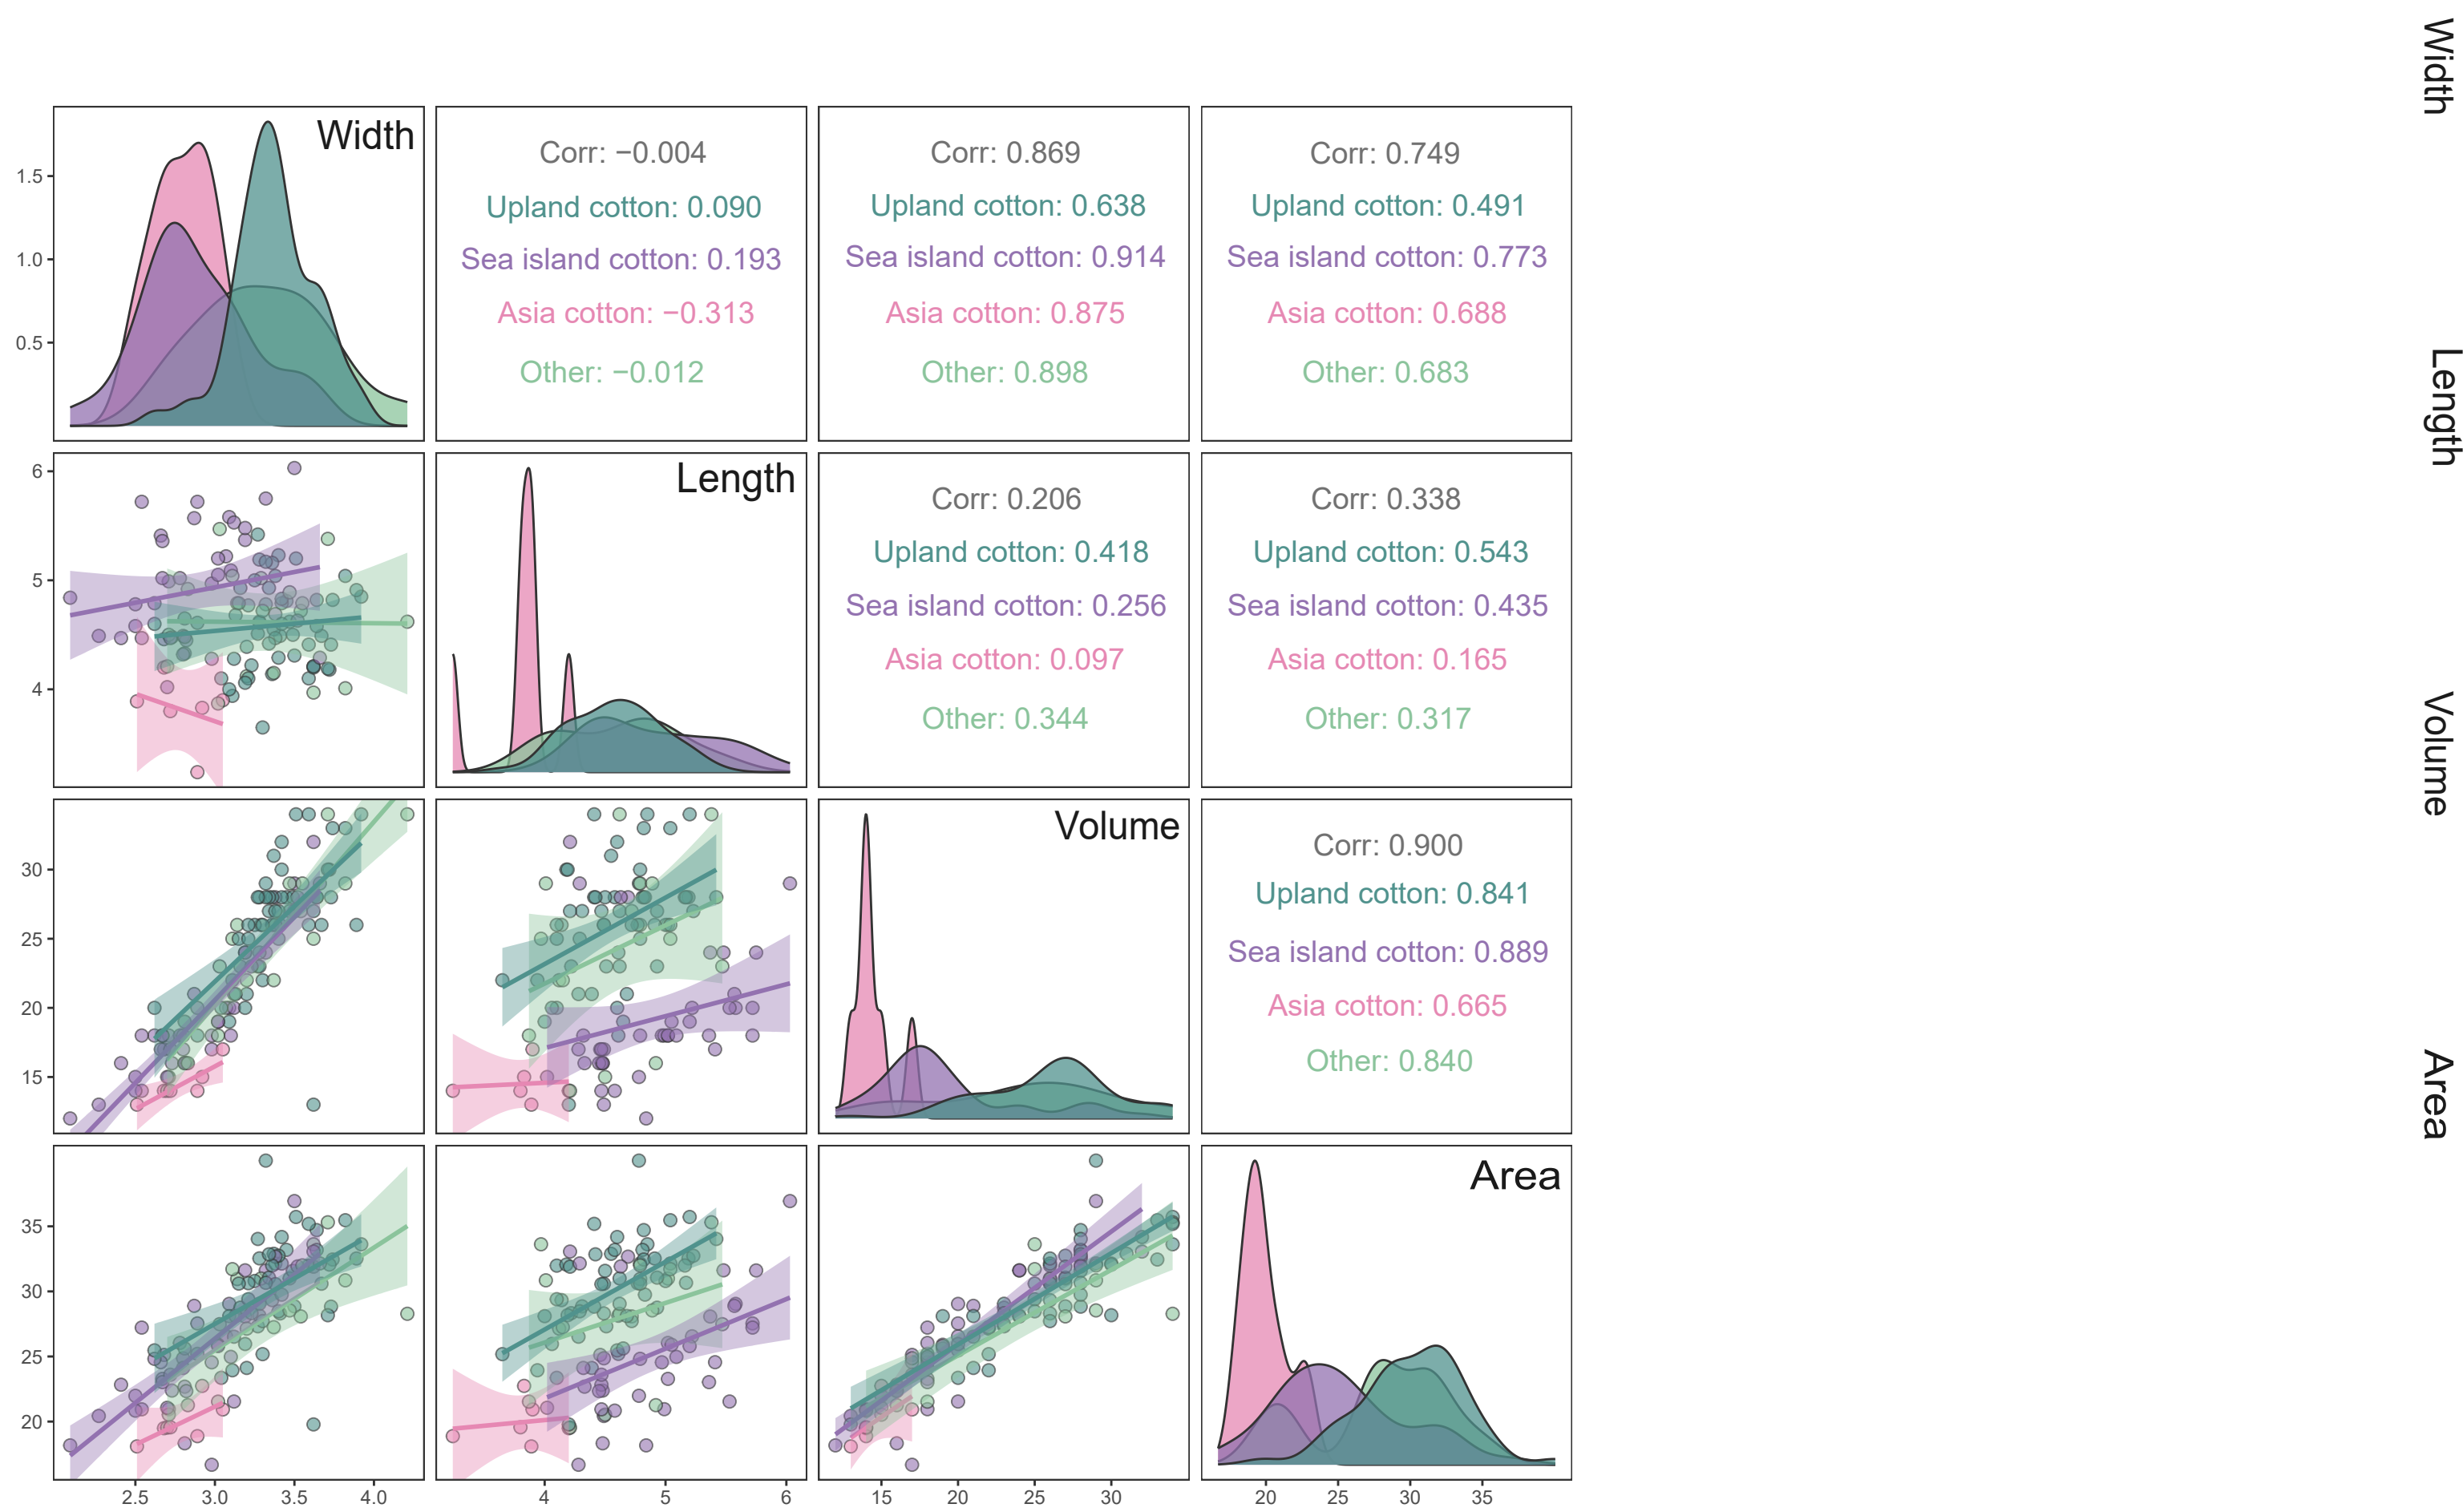 Width
Width
Corr: −0.004
Corr: 0.869
Corr: 0.749
Upland cotton: 0.090
Upland cotton: 0.638
Upland cotton: 0.491
Sea island cotton: 0.193
Sea island cotton: 0.914
Sea island cotton: 0.773
Asia cotton: −0.313
Asia cotton: 0.875
Asia cotton: 0.688
Other: −0.012
Other: 0.898
Other: 0.683
1.5
1.0
0.5
Length
Length
Corr: 0.206
Corr: 0.338
Upland cotton: 0.418
Upland cotton: 0.543
Sea island cotton: 0.256
Sea island cotton: 0.435
Asia cotton: 0.097
Asia cotton: 0.165
Other: 0.344
Other: 0.317
6
5
4
Volume
Volume
Corr: 0.900
Upland cotton: 0.841
Sea island cotton: 0.889
Asia cotton: 0.665
Other: 0.840
30
25
20
15
Area
Area
35
30
25
20
2.5 3.0 3.5 4.0
4 5 6
15 20 25 30
20 25 30 35